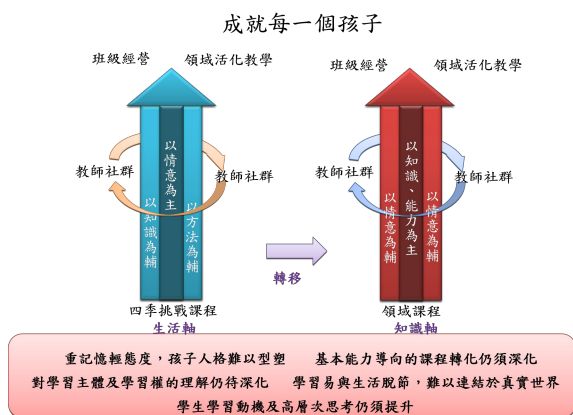 成就每一個孩子
班級經營 領域活化教學
班級經營 領域活化教學
以情意為主
以知識為輔
以方法為輔
教師社群
教師社群
以知識、能力為主
以情意為輔
以情意為輔
教師社群
教師社群
轉移
四季挑戰課程
生活軸
領域課程
知識軸
重記憶輕態度，孩子人格難以型塑 基本能力導向的課程轉化仍須深化
對學習主體及學習權的理解仍待深化 學習易與生活脫節，難以連結於真實世界
學生學習動機及高層次思考仍須提升